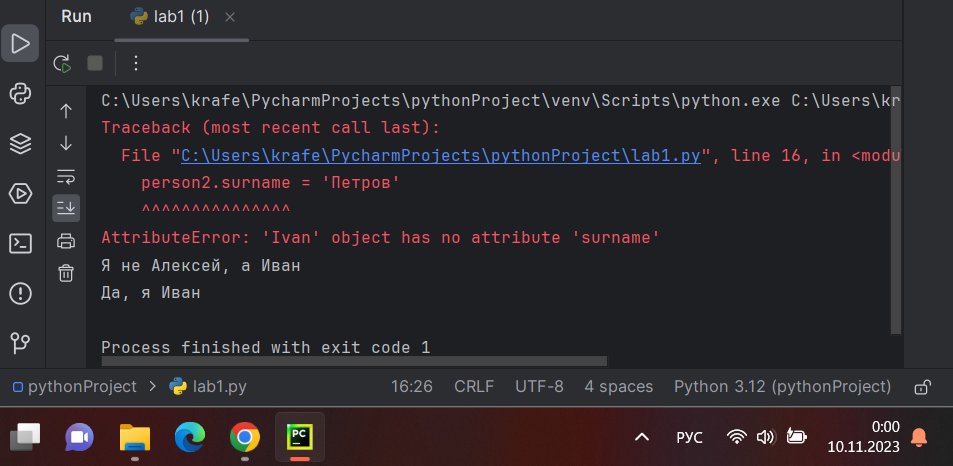 Run lab1 (1)
C:\Users\krafe\PycharmProjects\pythonProject\venv\Scripts\python.exe C:\Users\kr
Traceback (most recent call last):
File "C:\Users\krafe\PycharmProjects\pythonProject\lab1.py", line 16, in <modu
person2.surname = 'Петров'
^^^^^^^^^^^^^^^
AttributeError: 'Ivan' object has no attribute 'surname'
Я не Алексей, а Иван
Да, я Иван
Process finished with exit code 1
pythonProject > lab1.py 16:26 CRLF UTF-8 4 spaces Python 3.12 (pythonProject)
PC РУС 0:00
10.11.2023